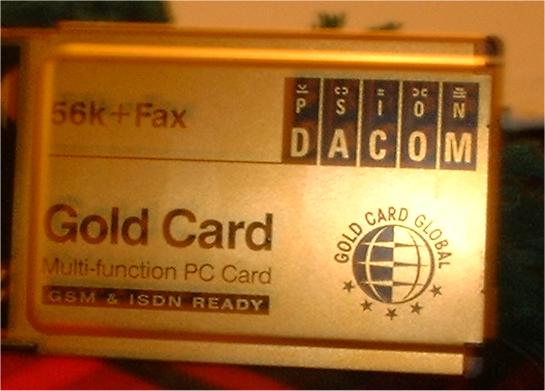 56k+Fax
PSION
DACOM
Gold Card
Multi-function PC Card
GSM & ISDN READY
GOLD CARD GLOBAL